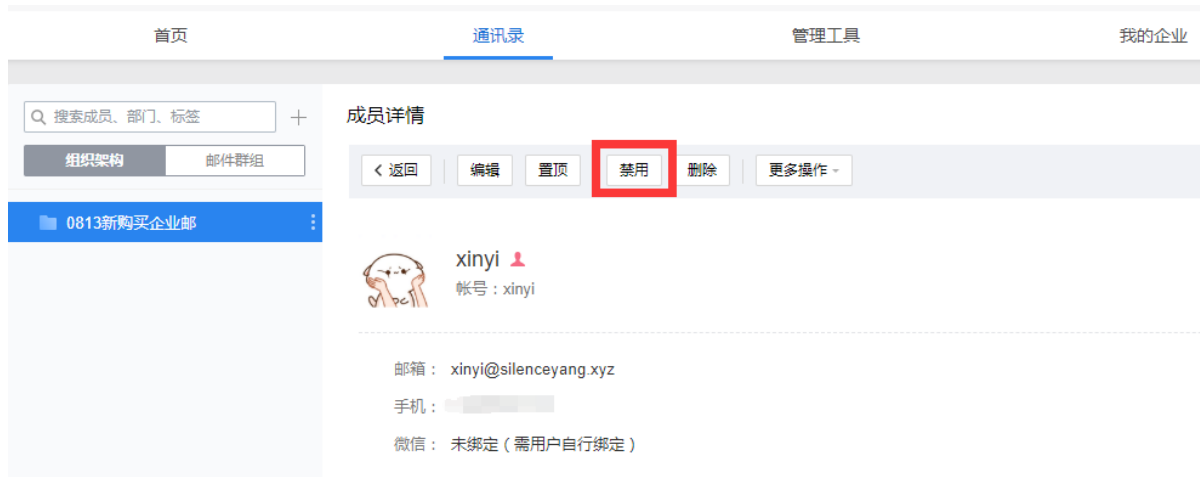 首页 通讯录 管理工具 我的企业
搜索成员、部门、标签
成员详情
组织架构 邮件群组
返回 编辑 置顶 禁用 删除 更多操作
0813新购买企业邮
xinyi
帐号：xinyi
邮箱： xinyi@silenceyang.xyz
手机：
微信： 未绑定（需用户自行绑定）